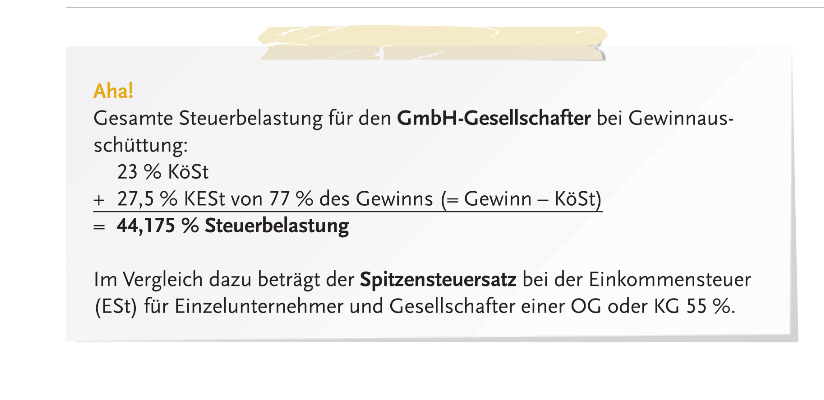 Aha!
Gesamte Steuerbelastung für den GmbH-Gesellschafter bei Gewinnaus-
schüttung:
23 % KöSt
+ 27,5 % KESt von 77 % des Gewinns (= Gewinn – KöSt)
= 44,175 % Steuerbelastung
Im Vergleich dazu beträgt der Spitzensteuersatz bei der Einkommensteuer
(ESt) für Einzelunternehmer und Gesellschafter einer OG oder KG 55 %.